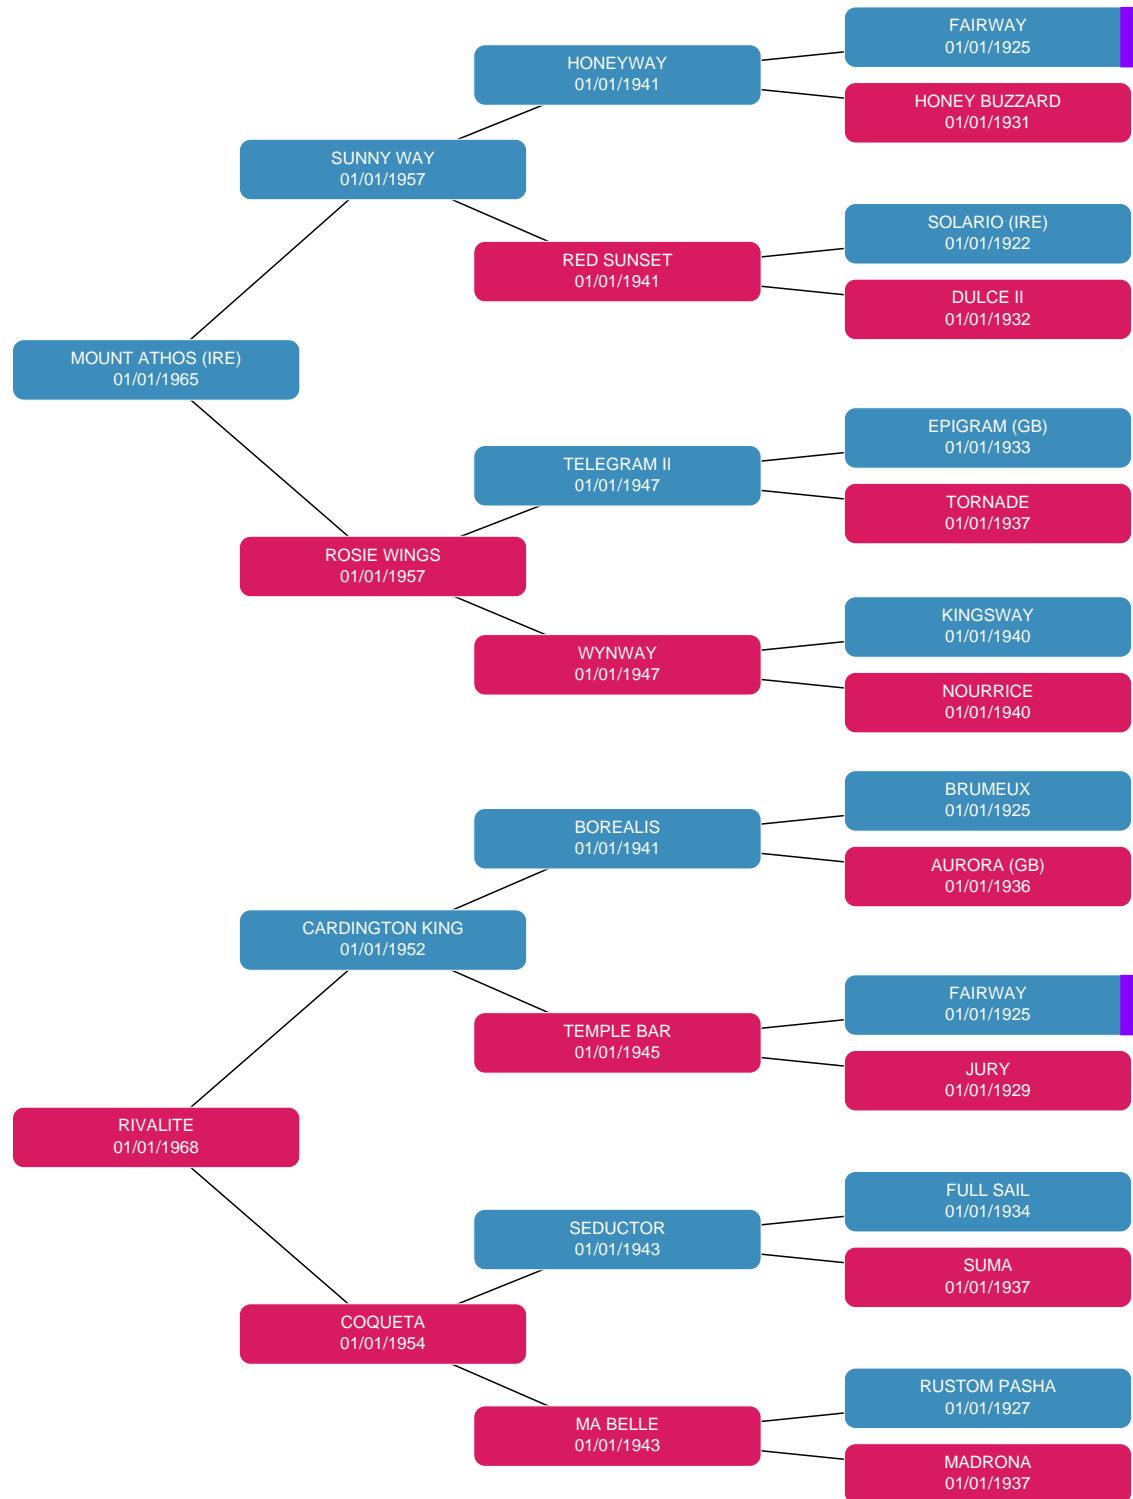 FAIRWAY
01/01/1925
HONEYWAY
01/01/1941
HONEY BUZZARD
01/01/1931
SUNNY WAY
01/01/1957
SOLARIO (IRE)
01/01/1922
RED SUNSET
01/01/1941
DULCE II
01/01/1932
MOUNT ATHOS (IRE)
01/01/1965
EPIGRAM (GB)
01/01/1933
TELEGRAM II
01/01/1947
TORNADE
01/01/1937
ROSIE WINGS
01/01/1957
KINGSWAY
01/01/1940
WYNWAY
01/01/1947
NOURRICE
01/01/1940
BRUMEUX
01/01/1925
BOREALIS
01/01/1941
AURORA (GB)
01/01/1936
CARDINGTON KING
01/01/1952
FAIRWAY
01/01/1925
TEMPLE BAR
01/01/1945
JURY
01/01/1929
RIVALITE
01/01/1968
FULL SAIL
01/01/1934
SEDUCTOR
01/01/1943
SUMA
01/01/1937
COQUETA
01/01/1954
RUSTOM PASHA
01/01/1927
MA BELLE
01/01/1943
MADRONA
01/01/1937